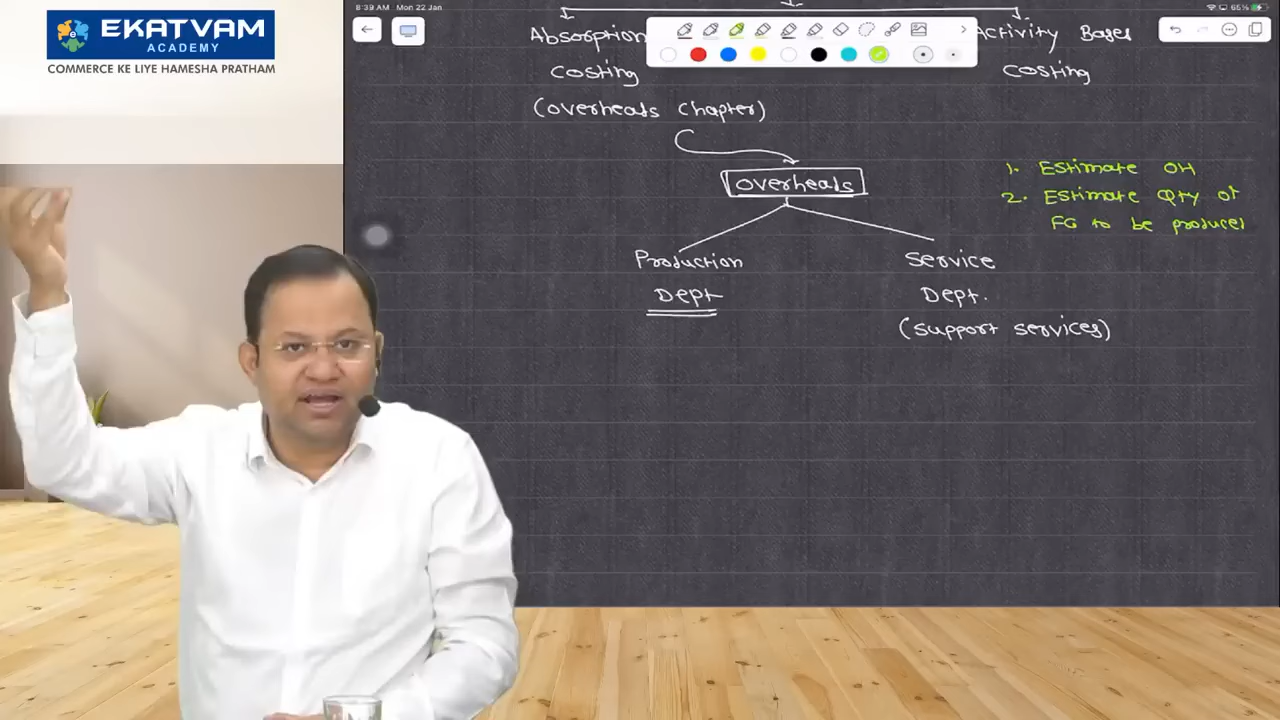 EKATVAM
ACADEMY
COMMERCE KE LIYE HAMESHA PRATHAM
8:39 AM Mon 22 Jan
65%
Absorption
Costing
(overheads chapter)
Activity Based
Costing
overheads
1. Estimate OH
2. Estimate Qty of
FG to be produced
Production
Dept
Service
Dept.
(support services)